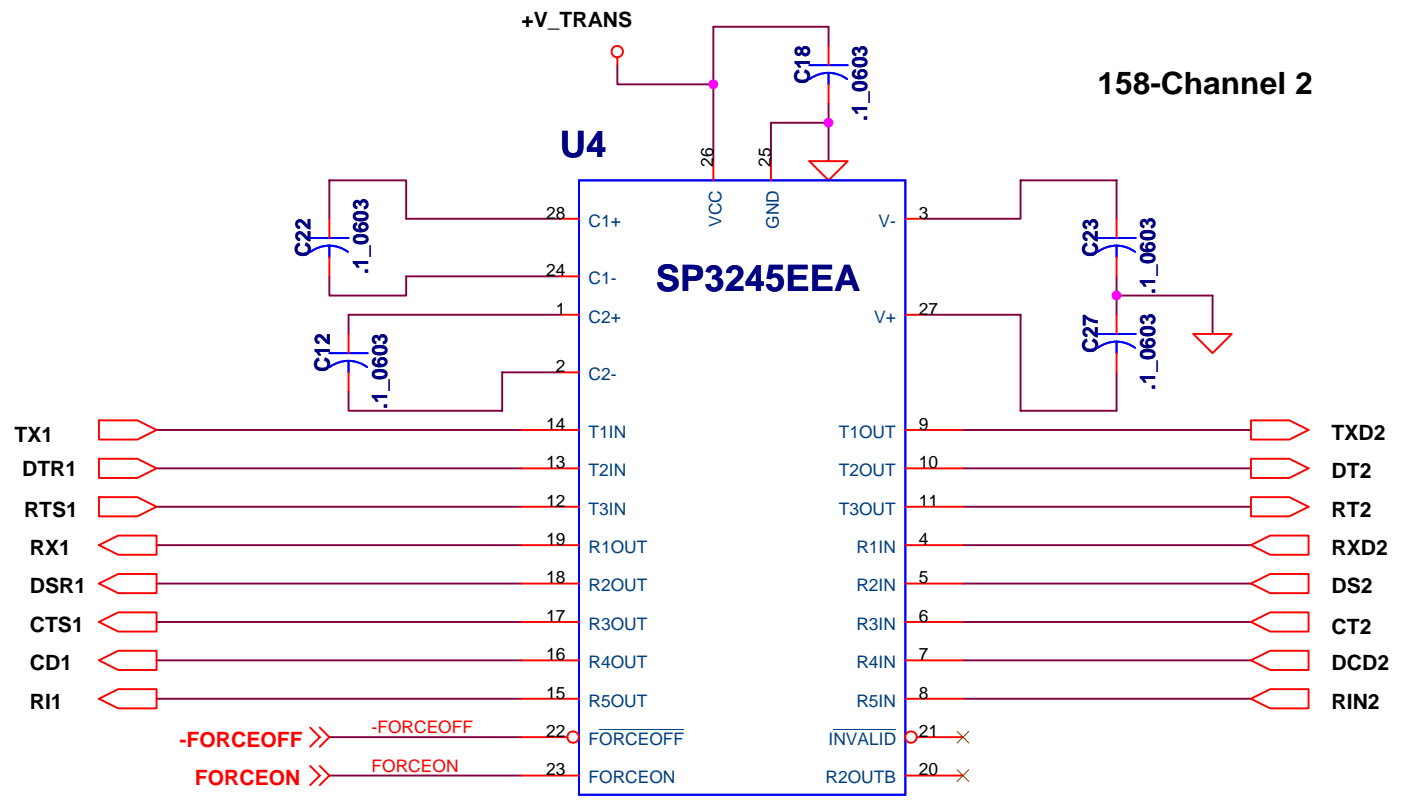 +V_TRANS
C18
.1_0603
158-Channel 2
U4
26
25
VCC
GND
C22
.1_0603
28
C1+
V-
3
C23
.1_0603
24
C1-
SP3245EEA
1
C2+
V+
27
C12
.1_0603
C27
.1_0603
2
C2-
TX1
14
T1IN
T1OUT
9
TXD2
DTR1
13
T2IN
T2OUT
10
DT2
RTS1
12
T3IN
T3OUT
11
RT2
RX1
19
R1OUT
R1IN
4
RXD2
DSR1
18
R2OUT
R2IN
5
DS2
CTS1
17
R3OUT
R3IN
6
CT2
CD1
16
R4OUT
R4IN
7
DCD2
RI1
15
R5OUT
R5IN
8
RIN2
-FORCEOFF
-FORCEOFF
22
FORCEOFF
INVALID
21
FORCEON
FORCEON
23
FORCEON
R2OUTB
20